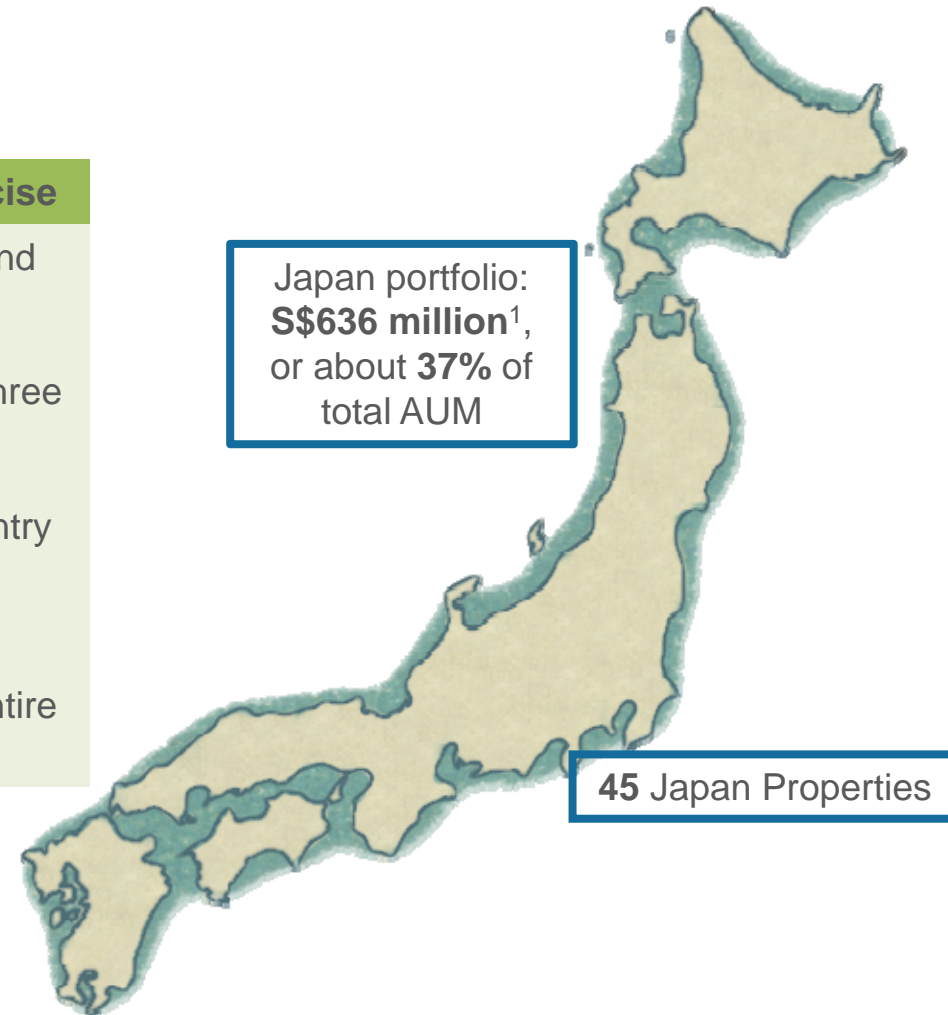 cise
nd
hree
ntry
ntire
Japan portfolio:
S$636 million¹,
or about 37% of
total AUM
45 Japan Properties